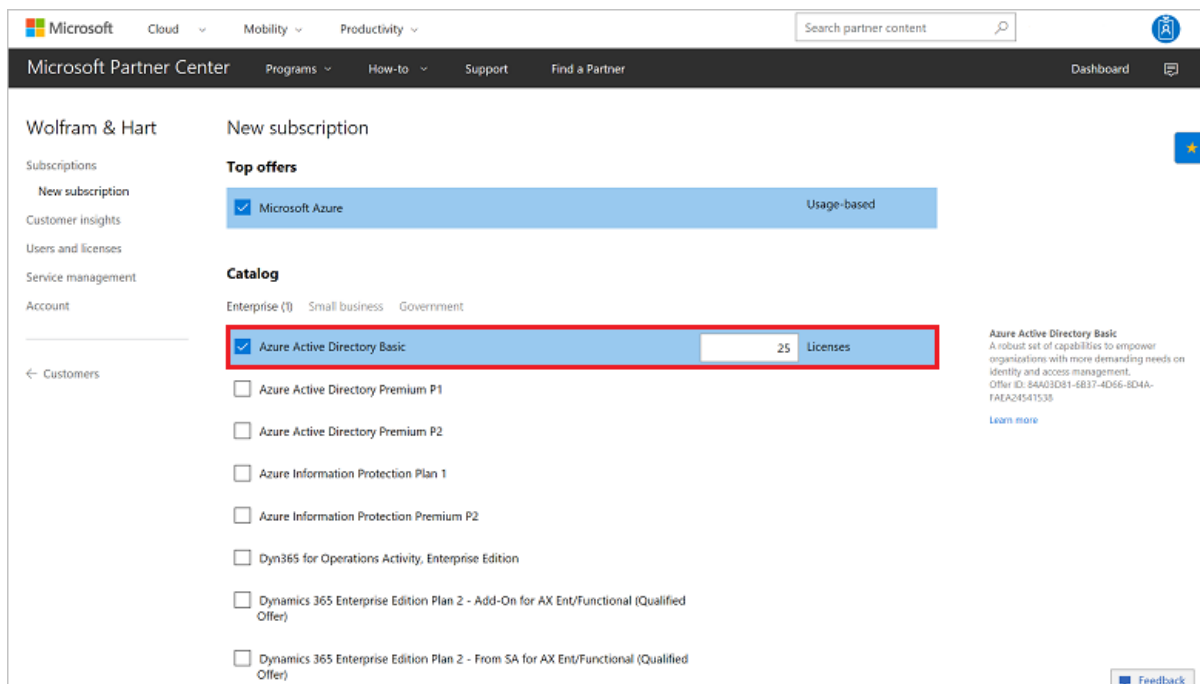 Microsoft Cloud Mobility Productivity Search partner content
Microsoft Partner Center Programs How-to Support Find a Partner Dashboard
Wolfram & Hart
Subscriptions
New subscription
Customer insights
Users and licenses
Service management
Account
← Customers
New subscription
Top offers
Microsoft Azure Usage-based
Catalog
Enterprise (1) Small business Government
Azure Active Directory Basic 25 Licenses
Azure Active Directory Premium P1
Azure Active Directory Premium P2
Azure Information Protection Plan 1
Azure Information Protection Premium P2
Dyn365 for Operations Activity, Enterprise Edition
Dynamics 365 Enterprise Edition Plan 2 - Add-On for AX Ent/Functional (Qualified
Offer)
Dynamics 365 Enterprise Edition Plan 2 - From SA for AX Ent/Functional (Qualified
Offer)
Azure Active Directory Basic
A robust set of capabilities to empower
organizations with more demanding needs on
identity and access management.
Offer ID: 84A03D81-6B37-4D66-8D4A-
FAEA24541538
Learn more
Feedback